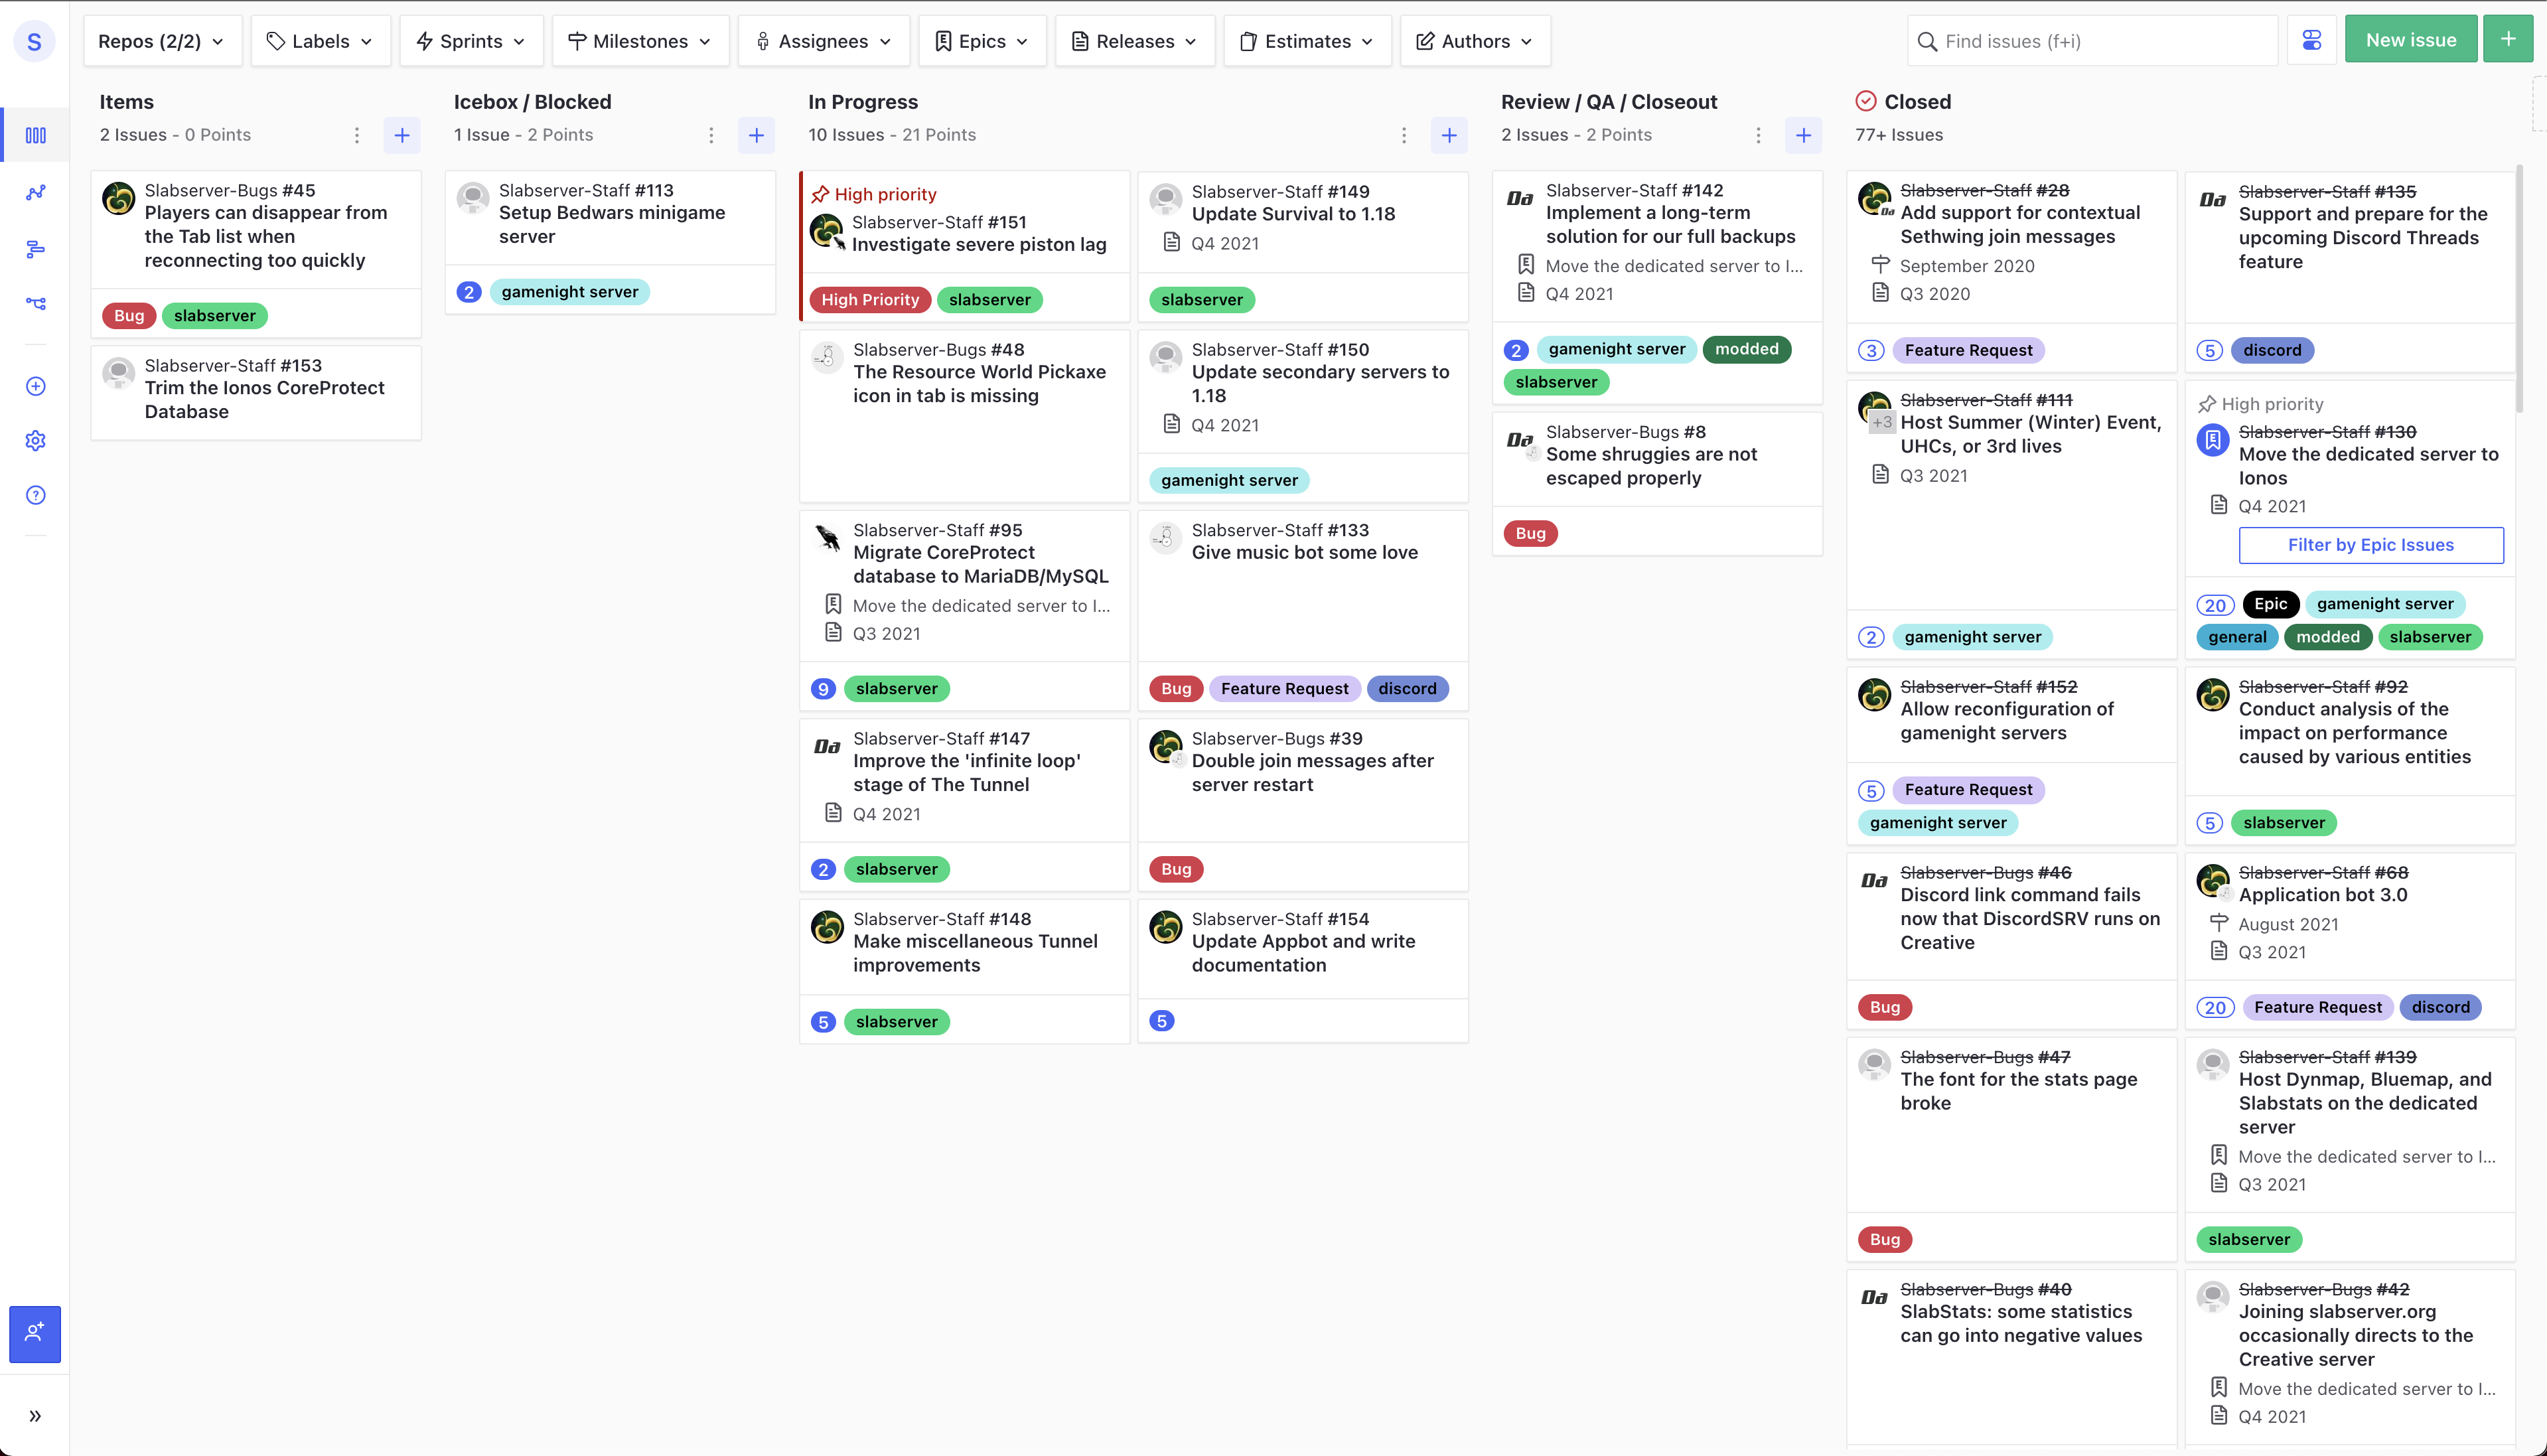 S
Repos (2/2)
Labels
Sprints
Milestones
Assignees
Epics
Releases
Estimates
Authors
Find issues (f+i)
New issue
Items
2 Issues - 0 Points
Slabserver-Bugs #45
Players can disappear from
the Tab list when
reconnecting too quickly
Bug slabserver
Slabserver-Staff #153
Trim the Ionos CoreProtect
Database
Icebox / Blocked
1 Issue - 2 Points
Slabserver-Staff #113
Setup Bedwars minigame
server
2 gamenight server
In Progress
10 Issues - 21 Points
High priority
Slabserver-Staff #151
Investigate severe piston lag
High Priority slabserver
Slabserver-Staff #149
Update Survival to 1.18
Q4 2021
slabserver
Slabserver-Bugs #48
The Resource World Pickaxe
icon in tab is missing
Slabserver-Staff #150
Update secondary servers to
1.18
Q4 2021
gamenight server
Slabserver-Staff #95
Migrate CoreProtect
database to MariaDB/MySQL
Move the dedicated server to I...
Q3 2021
9 slabserver
Slabserver-Staff #133
Give music bot some love
Bug Feature Request discord
Da
Slabserver-Staff #147
Improve the 'infinite loop'
stage of The Tunnel
Q4 2021
2 slabserver
Slabserver-Bugs #39
Double join messages after
server restart
Bug
Slabserver-Staff #148
Make miscellaneous Tunnel
improvements
5 slabserver
Slabserver-Staff #154
Update Appbot and write
documentation
5
Review / QA / Closeout
2 Issues - 2 Points
Da
Slabserver-Staff #142
Implement a long-term
solution for our full backups
Move the dedicated server to I...
Q4 2021
2 gamenight server modded
slabserver
Da
Slabserver-Bugs #8
Some shruggies are not
escaped properly
Bug
Closed
77+ Issues
Da
Slabserver-Staff #28
Add support for contextual
Sethwing join messages
September 2020
Q3 2020
3 Feature Request
Da
Slabserver-Staff #135
Support and prepare for the
upcoming Discord Threads
feature
5 discord
+3
Slabserver-Staff #111
Host Summer (Winter) Event,
UHCs, or 3rd lives
Q3 2021
2 gamenight server
High priority
Slabserver-Staff #130
Move the dedicated server to
Ionos
Q4 2021
Filter by Epic Issues
20 Epic gamenight server
general modded slabserver
Slabserver-Staff #152
Allow reconfiguration of
gamenight servers
5 Feature Request
gamenight server
Slabserver-Staff #92
Conduct analysis of the
impact on performance
caused by various entities
5 slabserver
Da
Slabserver-Bugs #46
Discord link command fails
now that DiscordSRV runs on
Creative
Bug
Slabserver-Staff #68
Application bot 3.0
August 2021
Q3 2021
20 Feature Request discord
Slabserver-Bugs #47
The font for the stats page
broke
Bug
Slabserver-Staff #139
Host Dynmap, Bluemap, and
Slabstats on the dedicated
server
Move the dedicated server to I...
Q3 2021
slabserver
Da
Slabserver-Bugs #40
SlabStats: some statistics
can go into negative values
Slabserver-Bugs #42
Joining slabserver.org
occasionally directs to the
Creative server
Move the dedicated server to I...
Q4 2021